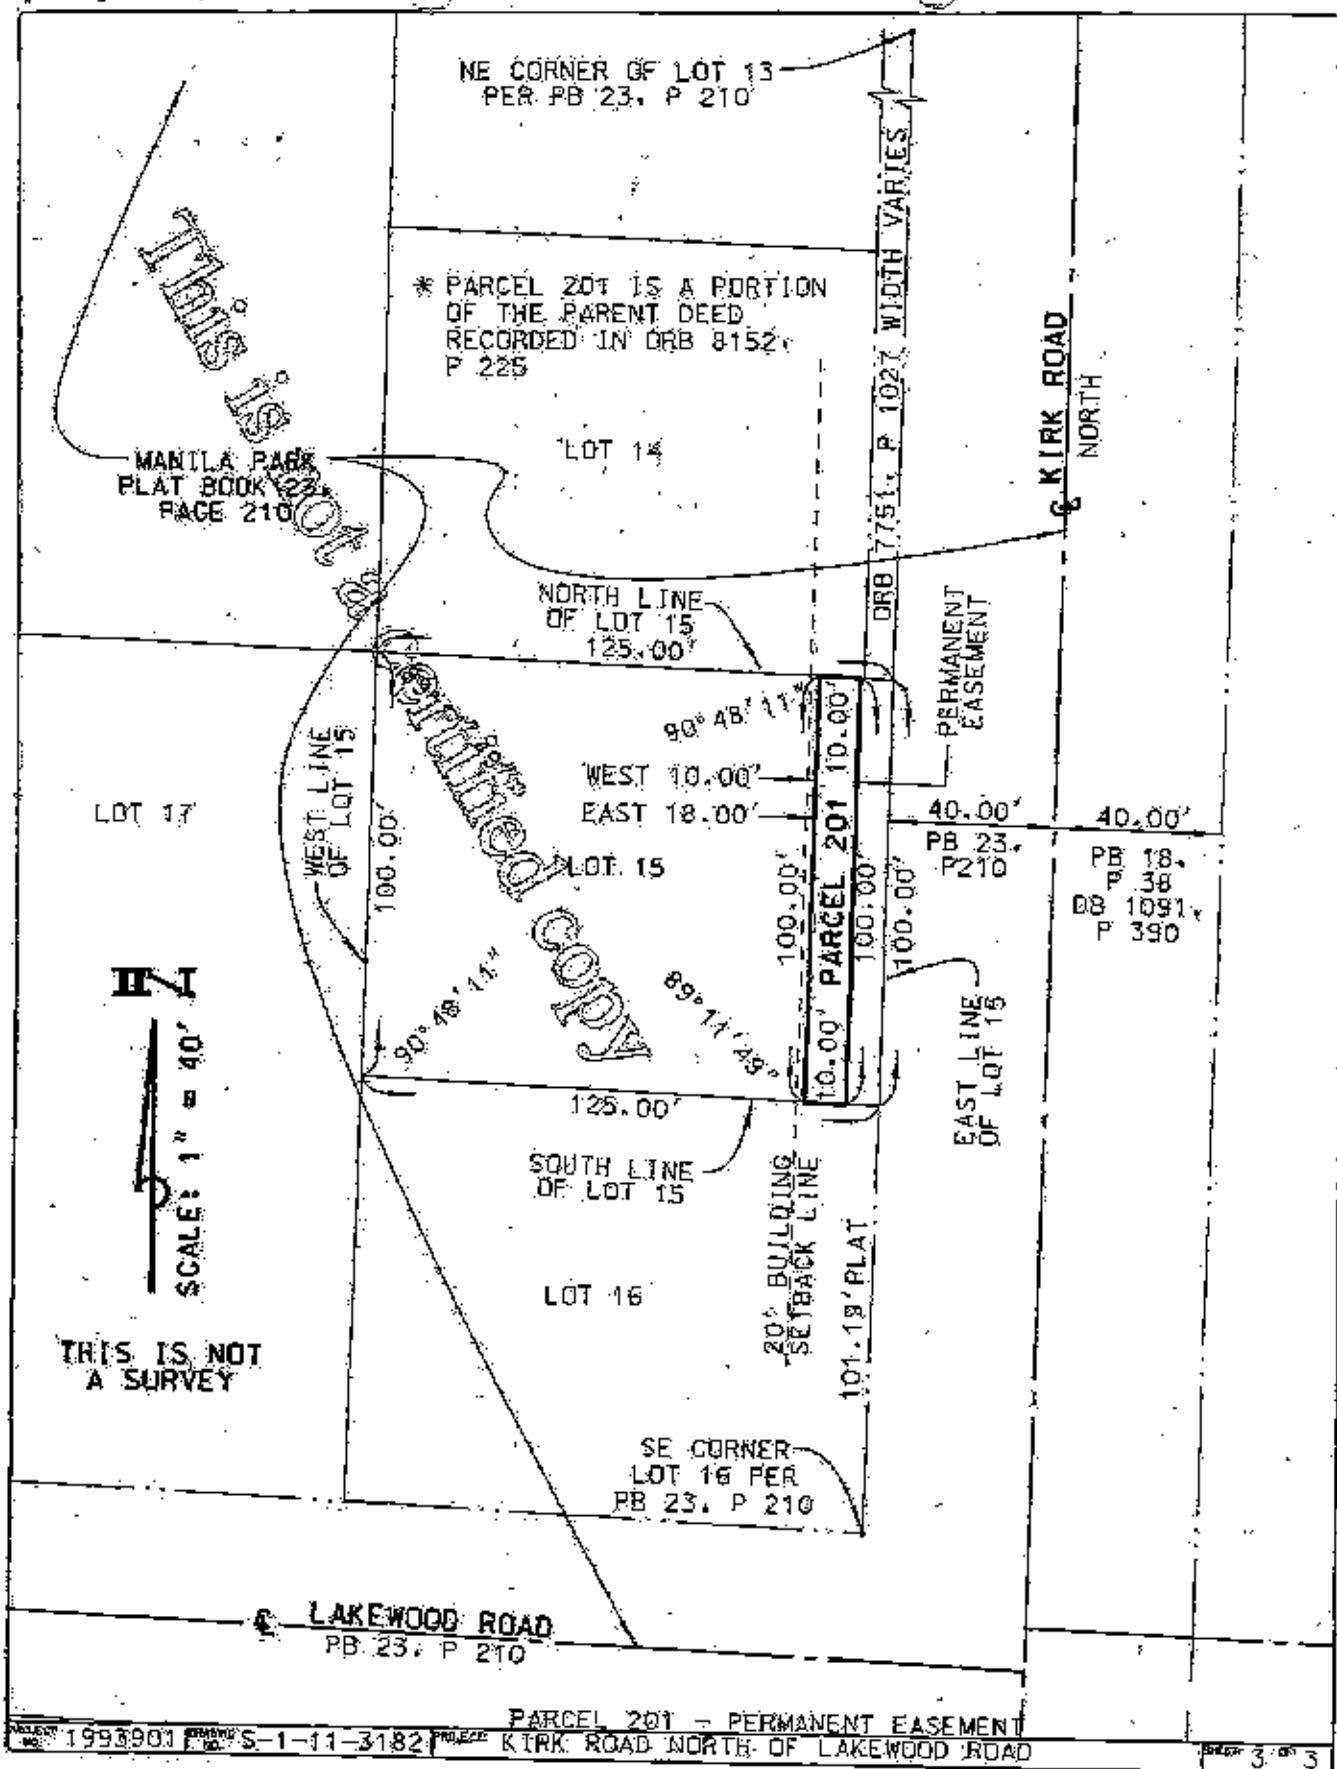 NE CORNER OF LOT 13
PER PB 23, P 210
* PARCEL 201 IS A PORTION
OF THE PARENT DEED
RECORDED IN ORB 8152,
P 225
ORB 7751, P 1027 WIDTH VARIES
℄ KIRK ROAD
NORTH
MANILA PARK
PLAT BOOK 23,
PAGE 210
This is not a certified copy
LOT 14
NORTH LINE
OF LOT 15
125.00'
PERMANENT
EASEMENT
90°48'11"
WEST 10.00'
EAST 18.00'
10.00'
PARCEL 201
10.00'
100.00'
100.00'
100.00'
40.00'
PB 23,
P210
40.00'
PB 18,
P 38
DB 1091,
P 390
LOT 17
WEST LINE
OF LOT 15
100.00'
LOT 15
90°48'11"
89°11'49"
EAST LINE
OF LOT 15
125.00'
SOUTH LINE
OF LOT 15
N
SCALE: 1" = 40'
THIS IS NOT
A SURVEY
LOT 16
20' BUILDING
SETBACK LINE
101.19' PLAT
SE CORNER
LOT 16 PER
PB 23, P 210
℄ LAKEWOOD ROAD
PB 23, P 210
PROJECT NO. 1993901
DRAWING NO. S-1-11-3182
PROJECT:
PARCEL 201 - PERMANENT EASEMENT
KIRK ROAD NORTH OF LAKEWOOD ROAD
SHEET 3 OF 3